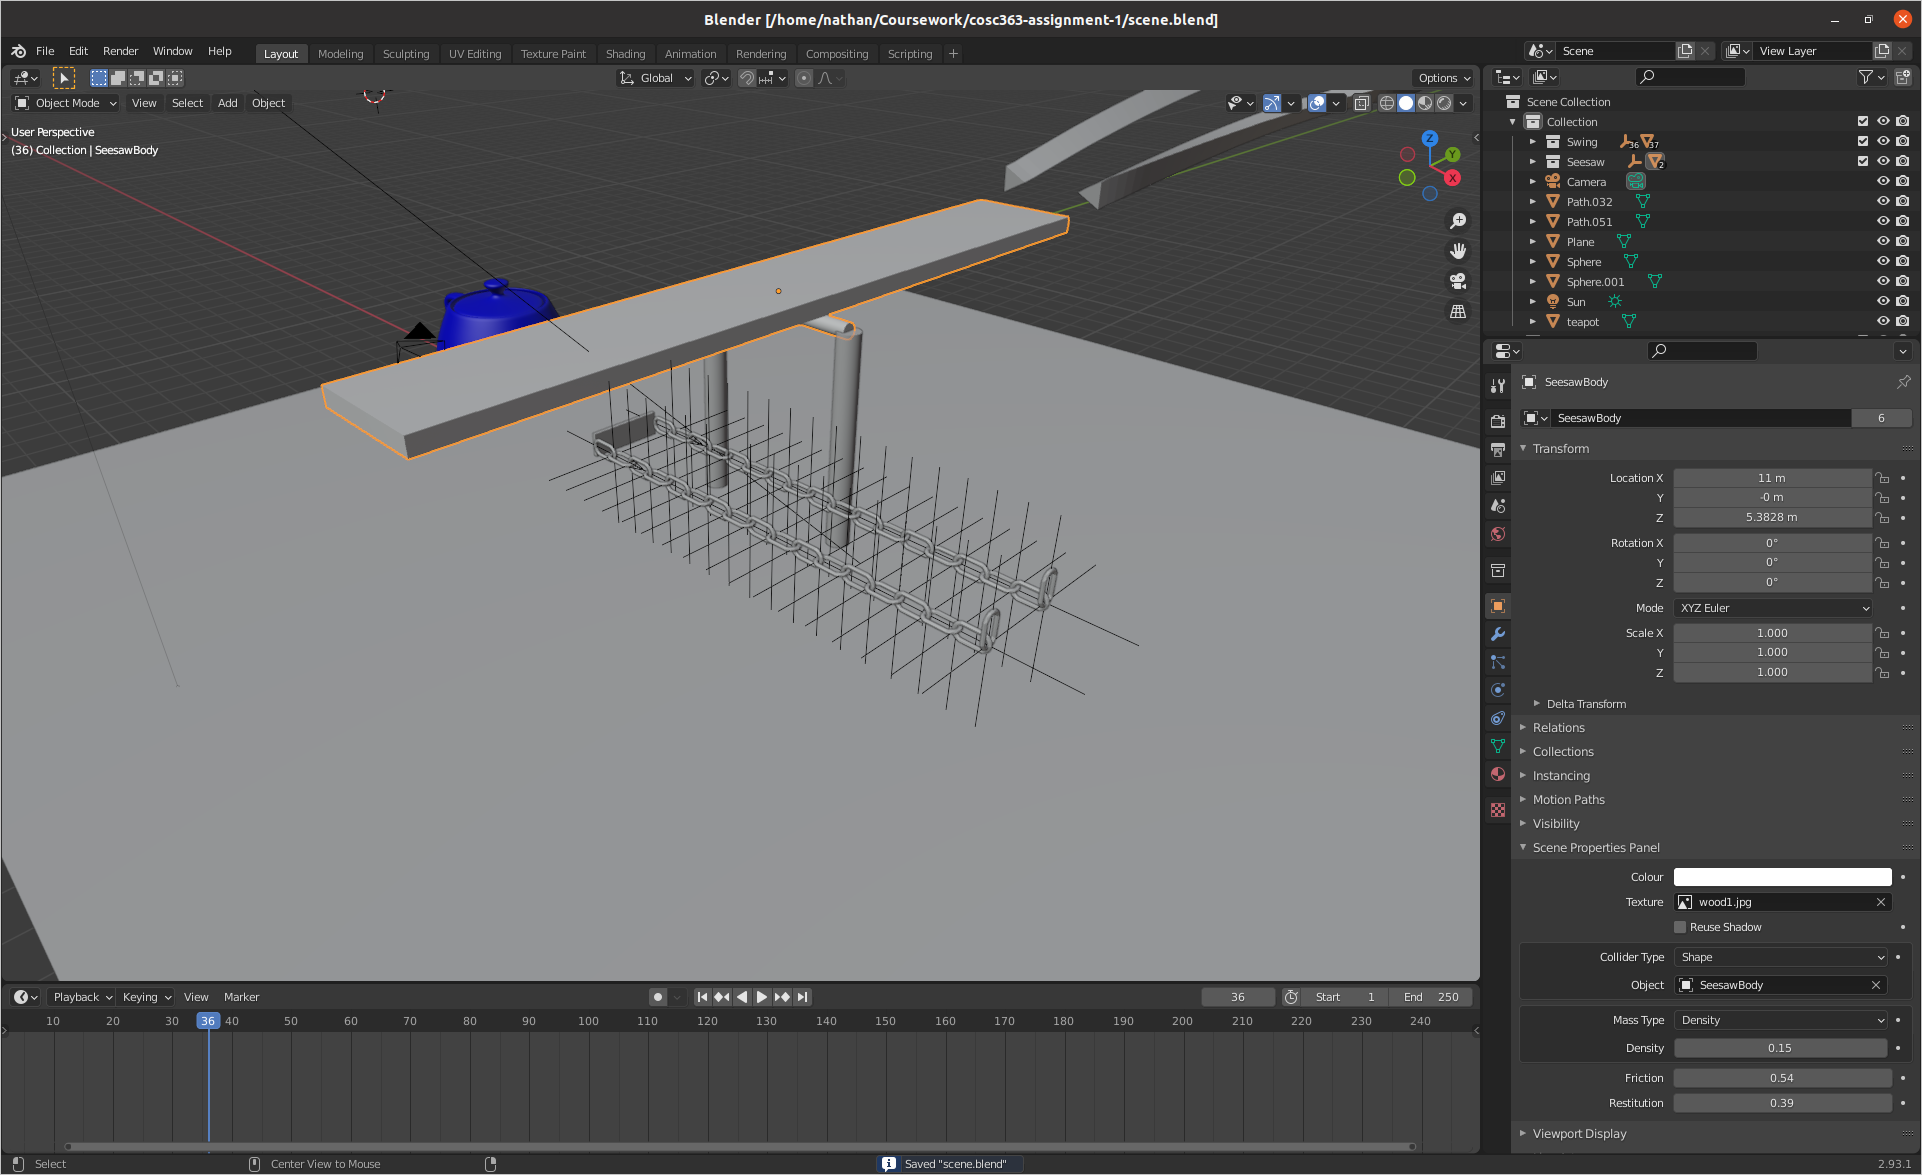 Blender [/home/nathan/Coursework/cosc363-assignment-1/scene.blend]
File Edit Render Window Help
Layout Modeling Sculpting UV Editing Texture Paint Shading Animation Rendering Compositing Scripting +
Scene
View Layer
Global
Options
Object Mode View Select Add Object
User Perspective
(36) Collection | SeesawBody
Z
Y
X
Scene Collection
Collection
Swing 36 37
Seesaw 2
Camera
Path.032
Path.051
Plane
Sphere
Sphere.001
Sun
teapot
SeesawBody
SeesawBody 6
Transform
Location X 11 m
Y -0 m
Z 5.3828 m
Rotation X 0°
Y 0°
Z 0°
Mode XYZ Euler
Scale X 1.000
Y 1.000
Z 1.000
Delta Transform
Relations
Collections
Instancing
Motion Paths
Visibility
Scene Properties Panel
Colour
Texture wood1.jpg
Reuse Shadow
Collider Type Shape
Object SeesawBody
Mass Type Density
Density 0.15
Friction 0.54
Restitution 0.39
Viewport Display
Playback Keying View Marker
36
Start 1 End 250
10 20 30 36 40 50 60 70 80 90 100 110 120 130 140 150 160 170 180 190 200 210 220 230 240
Select
Center View to Mouse
Saved "scene.blend"
2.93.1